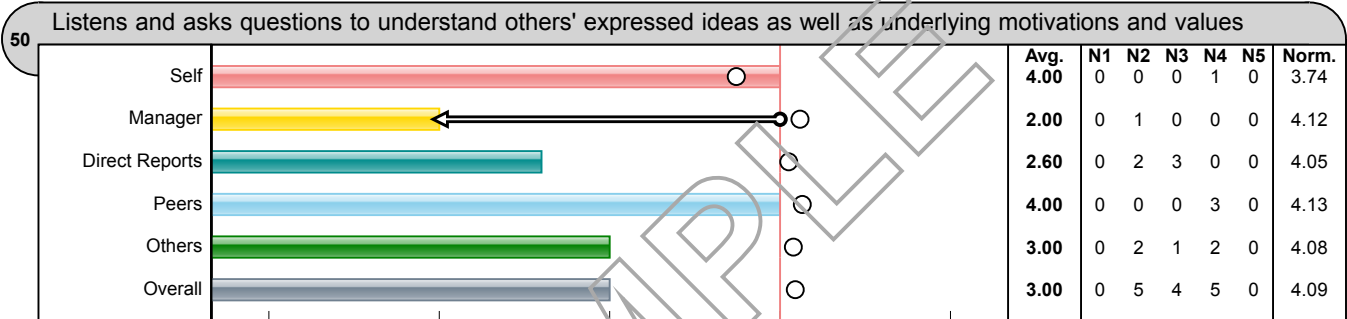 50 Listens and asks questions to understand others' expressed ideas as well as underlying motivations and values
Avg. N1 N2 N3 N4 N5 Norm.
Self 4.00 0 0 0 1 0 3.74
Manager 2.00 0 1 0 0 0 4.12
Direct Reports 2.60 0 2 3 0 0 4.05
Peers 4.00 0 0 0 3 0 4.13
Others 3.00 0 2 1 2 0 4.08
Overall 3.00 0 5 4 5 0 4.09